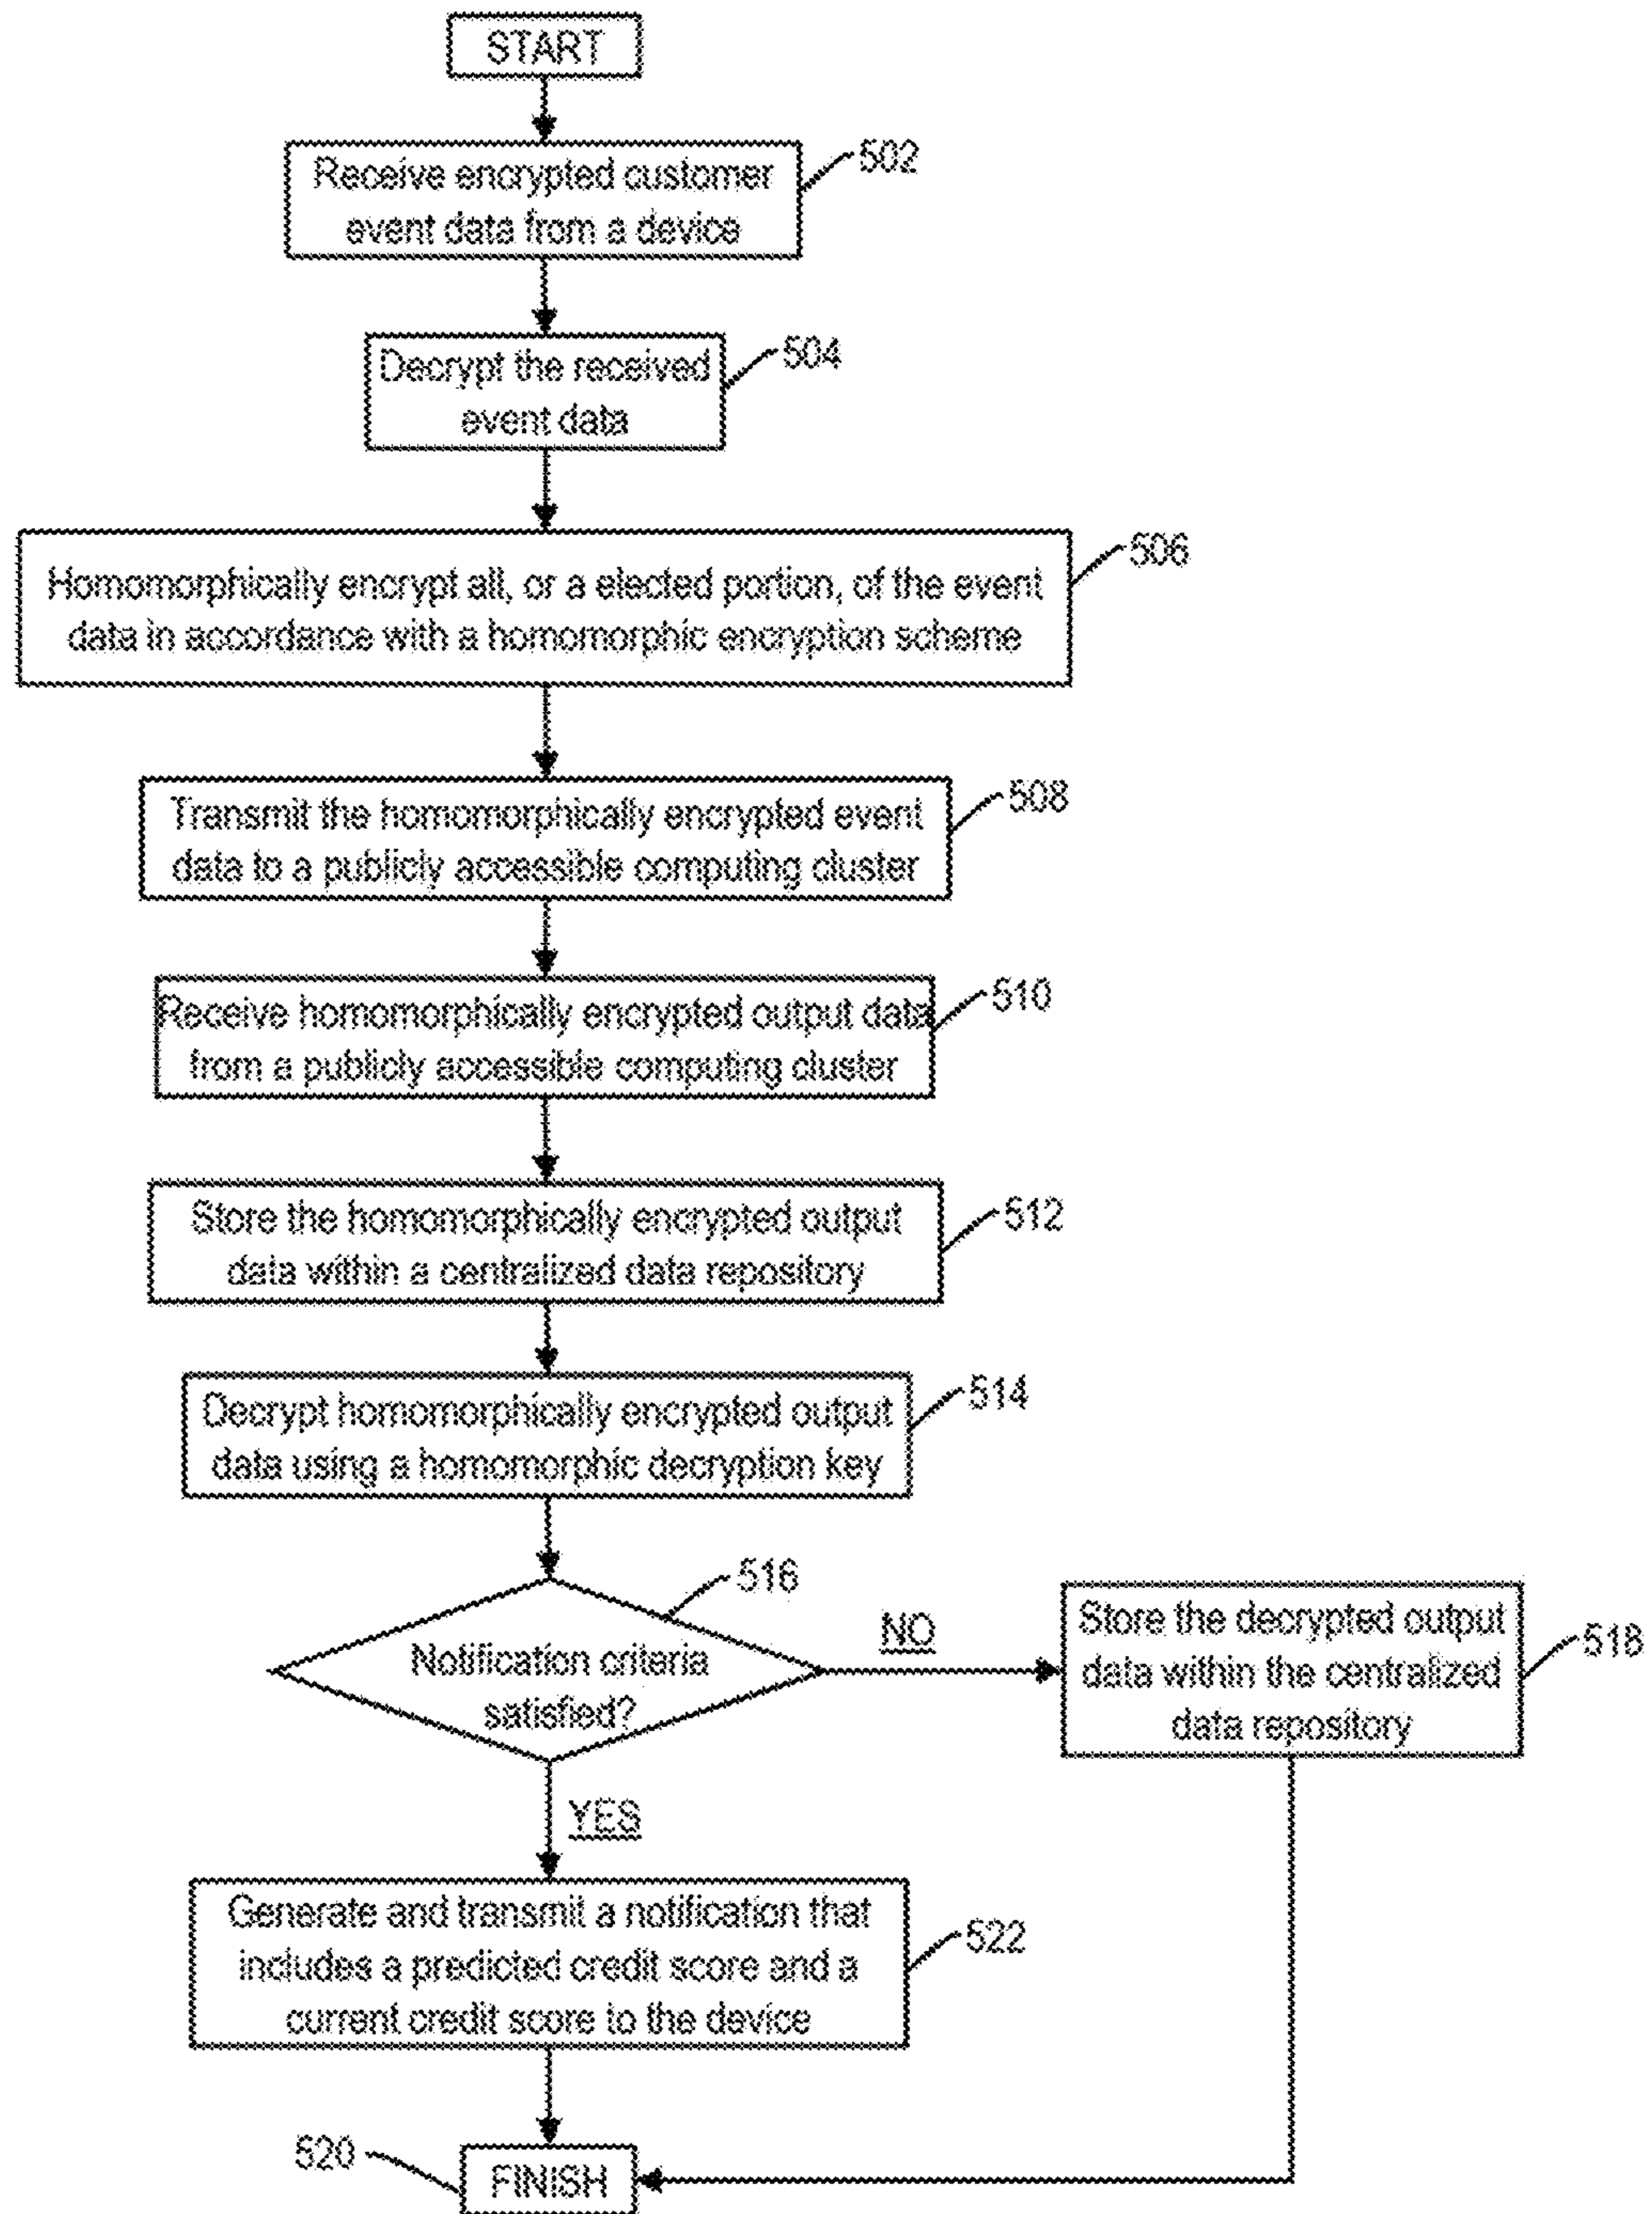 START
Receive encrypted customer
event data from a device
502
Decrypt the received
event data
504
Homomorphically encrypt all, or a elected portion, of the event
data in accordance with a homomorphic encryption scheme
506
Transmit the homomorphically encrypted event
data to a publicly accessible computing cluster
508
Receive homomorphically encrypted output data
from a publicly accessible computing cluster
510
Store the homomorphically encrypted output
data within a centralized data repository
512
Decrypt homomorphically encrypted output
data using a homomorphic decryption key
514
516
Notification criteria
satisfied?
NO
Store the decrypted output
data within the centralized
data repository
518
YES
Generate and transmit a notification that
includes a predicted credit score and a
current credit score to the device
522
520
FINISH